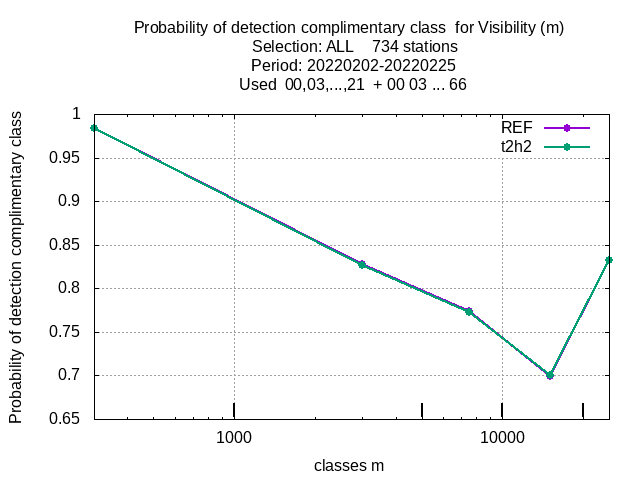 Probability of detection complimentary class  for Visibility (m)
Selection: ALL    734 stations
Period: 20220202-20220225
Used  00,03,...,21  + 00 03 ... 66
Probability of detection complimentary class
1
0.95
0.9
0.85
0.8
0.75
0.7
0.65
REF
t2h2
1000
10000
classes m